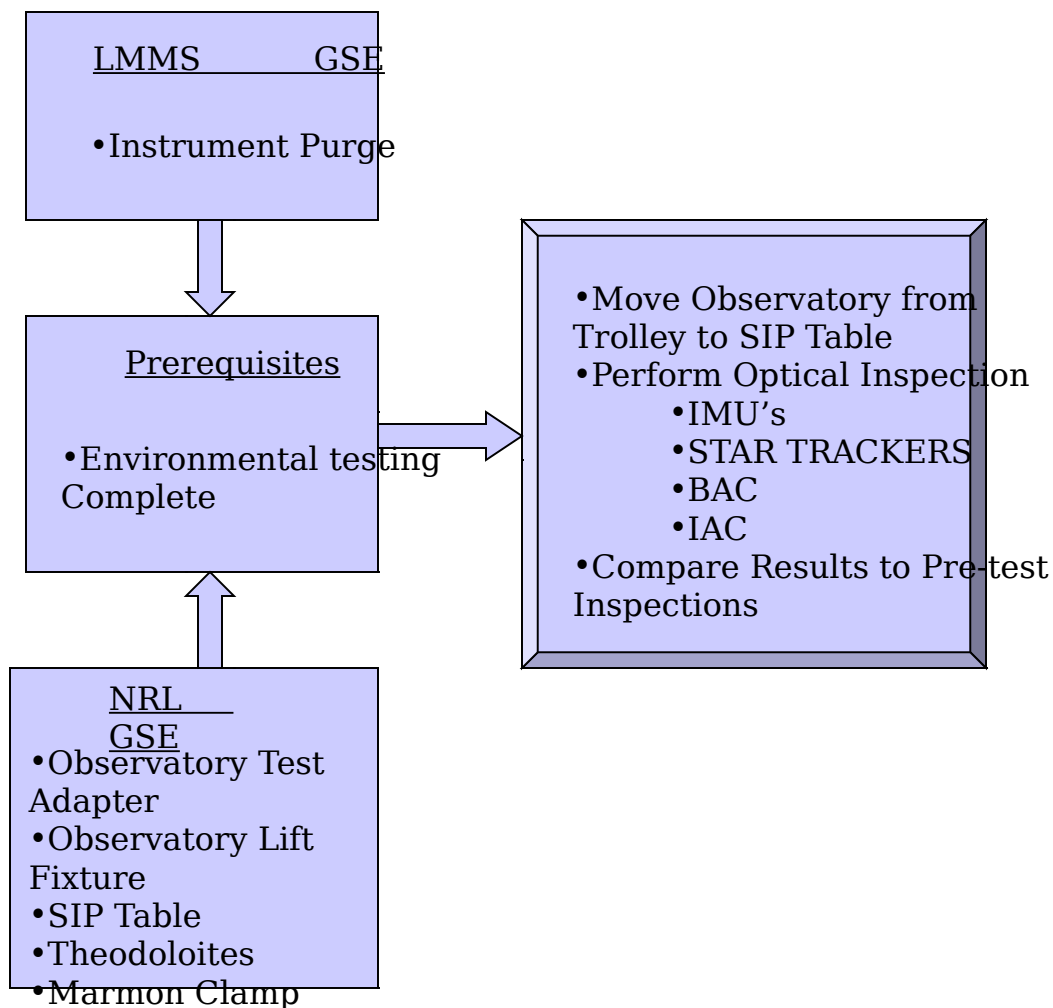 LMMS GSE
•Instrument Purge
Prerequisites
•Environmental testing
Complete
NRL
GSE
•Observatory Test
Adapter
•Observatory Lift
Fixture
•SIP Table
•Theodoloites
•Marmon Clamp
•Move Observatory from
Trolley to SIP Table
•Perform Optical Inspection
•IMU’s
•STAR TRACKERS
•BAC
•IAC
•Compare Results to Pre-test
Inspections